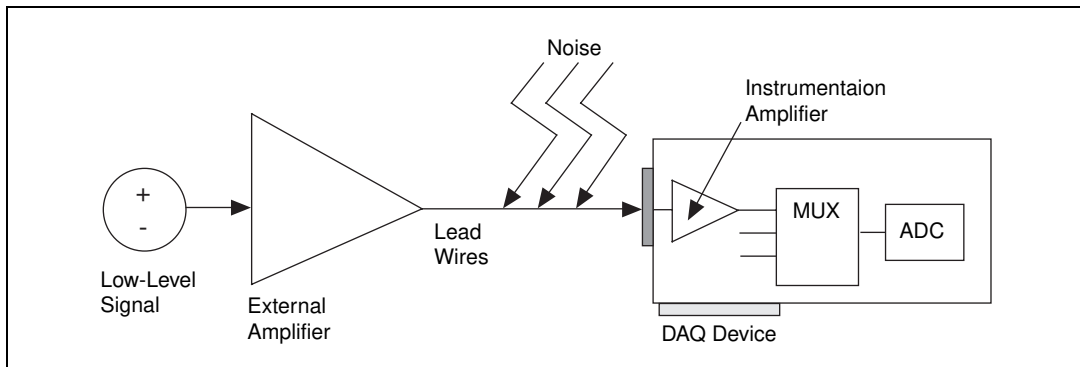 Noise
Instrumentaion
Amplifier
+
-
MUX
ADC
Lead
Wires
Low-Level
Signal
External
Amplifier
DAQ Device